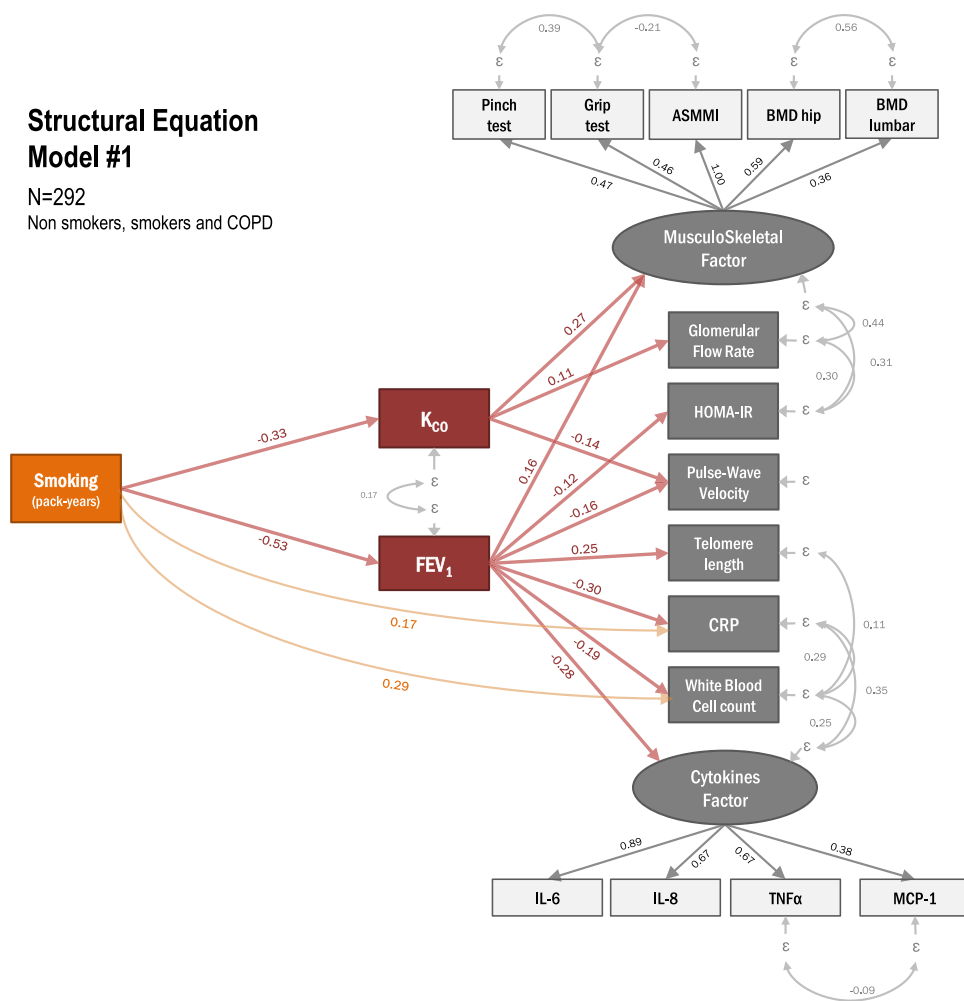 0.39
-0.21
0.56
ε
ε
ε
ε
ε
Pinch
test
Grip
test
ASMMI
BMD hip
BMD
lumbar
Structural Equation
Model #1
N=292
Non smokers, smokers and COPD
0.47
0.46
1.00
0.59
0.36
MusculoSkeletal
Factor
ε
0.27
0.44
Glomerular
Flow Rate
ε
0.11
0.31
0.30
K
CO
HOMA-IR
ε
-0.33
-0.14
0.16
-0.12
Smoking
(pack-years)
ε
0.17
ε
Pulse-Wave
Velocity
ε
-0.16
-0.53
FEV
1
0.25
Telomere
length
ε
-0.30
0.17
CRP
ε
0.11
-0.19
0.29
-0.28
0.29
White Blood
Cell count
ε
0.35
0.25
ε
Cytokines
Factor
0.89
0.67
0.67
0.38
IL-6
IL-8
TNFα
MCP-1
ε
ε
-0.09